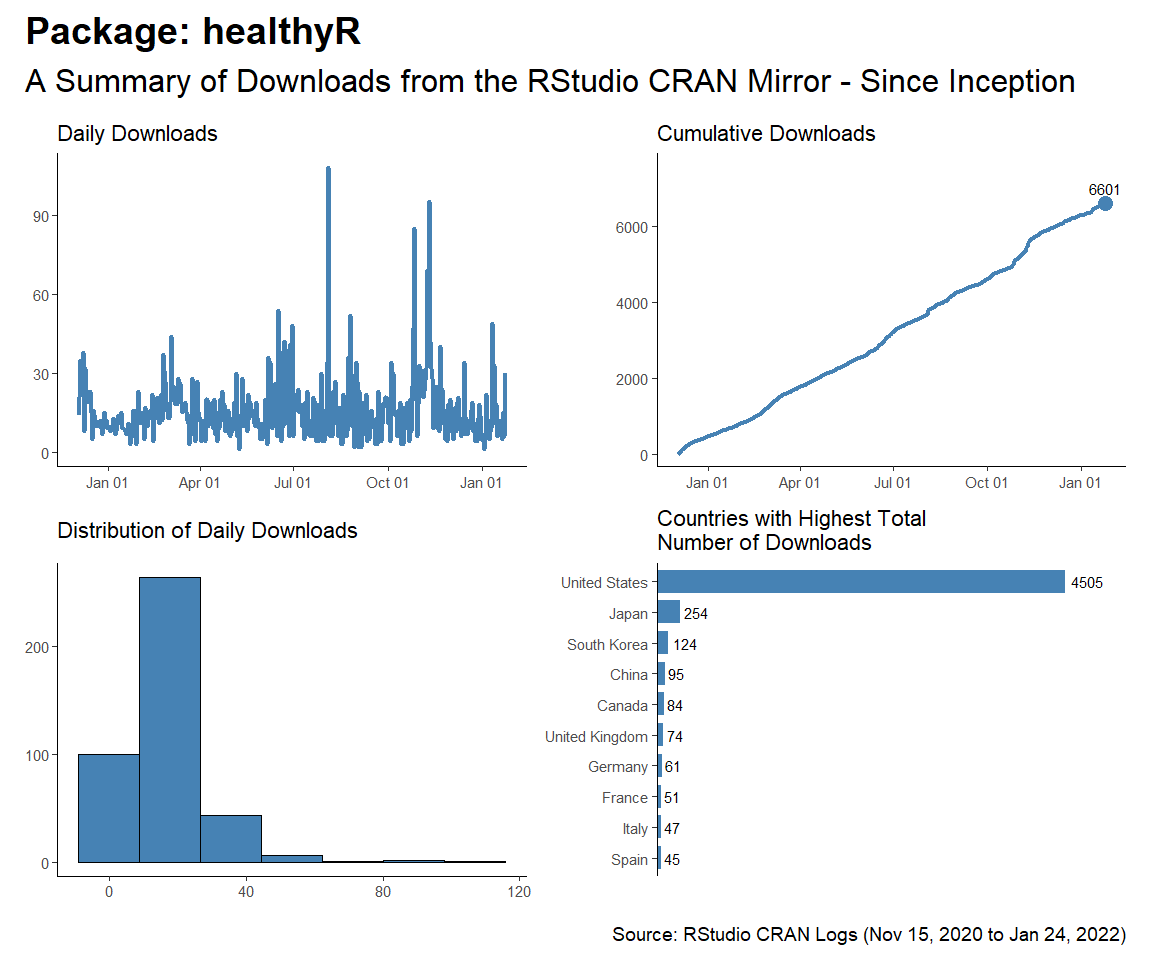 Package: healthyR
A Summary of Downloads from the RStudio CRAN Mirror - Since Inception
Daily Downloads
90
60
30
0
Jan 01 Apr 01 Jul 01 Oct 01 Jan 01
Cumulative Downloads
6601
6000
4000
2000
0
Jan 01 Apr 01 Jul 01 Oct 01 Jan 01
Distribution of Daily Downloads
200
100
0
0 40 80 120
Countries with Highest Total
Number of Downloads
United States 4505
Japan 254
South Korea 124
China 95
Canada 84
United Kingdom 74
Germany 61
France 51
Italy 47
Spain 45
Source: RStudio CRAN Logs (Nov 15, 2020 to Jan 24, 2022)